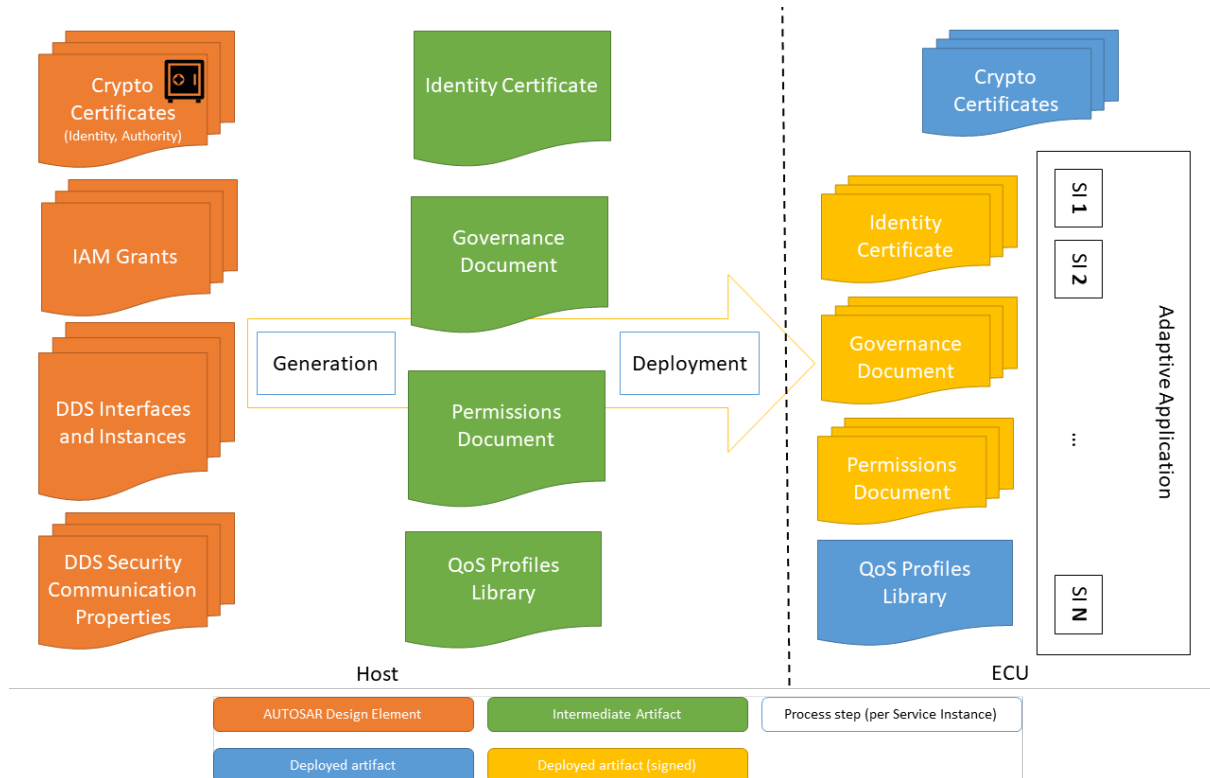 Crypto
Certificates
(Identity, Authority)
IAM Grants
DDS Interfaces
and Instances
DDS Security
Communication
Properties
Identity Certificate
Governance
Document
Generation
Deployment
Permissions
Document
QoS Profiles
Library
Host
Crypto
Certificates
Identity
Certificate
Governance
Document
Permissions
Document
QoS Profiles
Library
SI 1
SI 2
...
SI N
Adaptive Application
ECU
AUTOSAR Design Element
Intermediate Artifact
Process step (per Service Instance)
Deployed artifact
Deployed artifact (signed)